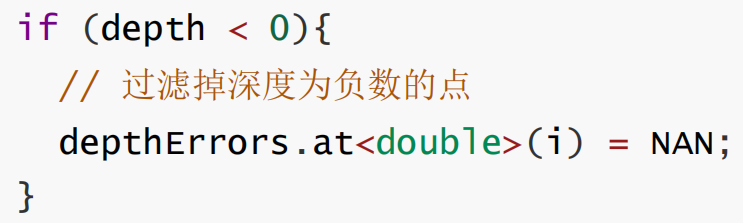 if (depth < 0){
// 过滤掉深度为负数的点
depthErrors.at<double>(i) = NAN;
}